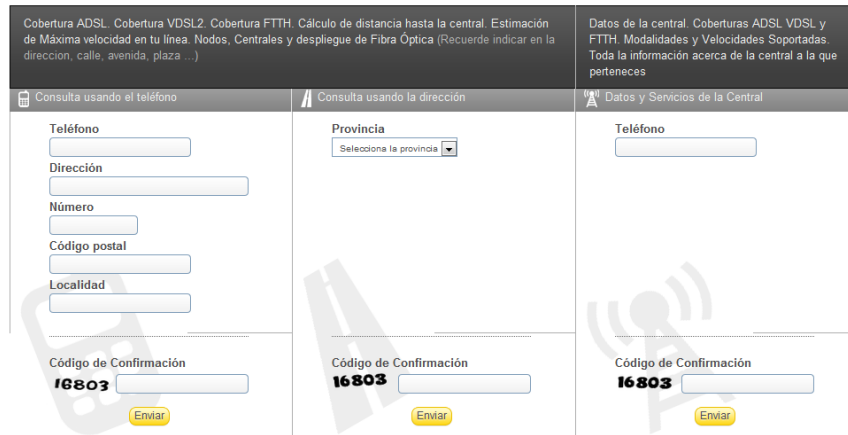 Cobertura ADSL. Cobertura VDSL2. Cobertura FTTH. Cálculo de distancia hasta la central. Estimación
de Máxima velocidad en tu línea. Nodos, Centrales y despliegue de Fibra Óptica (Recuerde indicar en la
direccion, calle, avenida, plaza ...)
Datos de la central. Coberturas ADSL VDSL y
FTTH. Modalidades y Velocidades Soportadas.
Toda la información acerca de la central a la que
perteneces
Consulta usando el teléfono
Teléfono
Dirección
Número
Código postal
Localidad
Código de Confirmación
16803
Enviar
Consulta usando la dirección
Provincia
Selecciona la provincia
Código de Confirmación
16803
Enviar
Datos y Servicios de la Central
Teléfono
Código de Confirmación
16803
Enviar